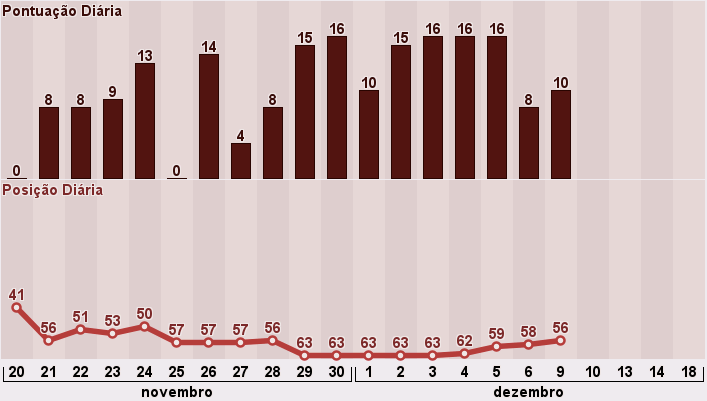 Pontuação Diária
0 8 8 9 13 0 14 4 8 15 16 10 15 16 16 16 8 10
Posição Diária
41 56 51 53 50 57 57 57 56 63 63 63 63 63 62 59 58 56
20 21 22 23 24 25 26 27 28 29 30 1 2 3 4 5 6 9 10 13 14 18
novembro dezembro